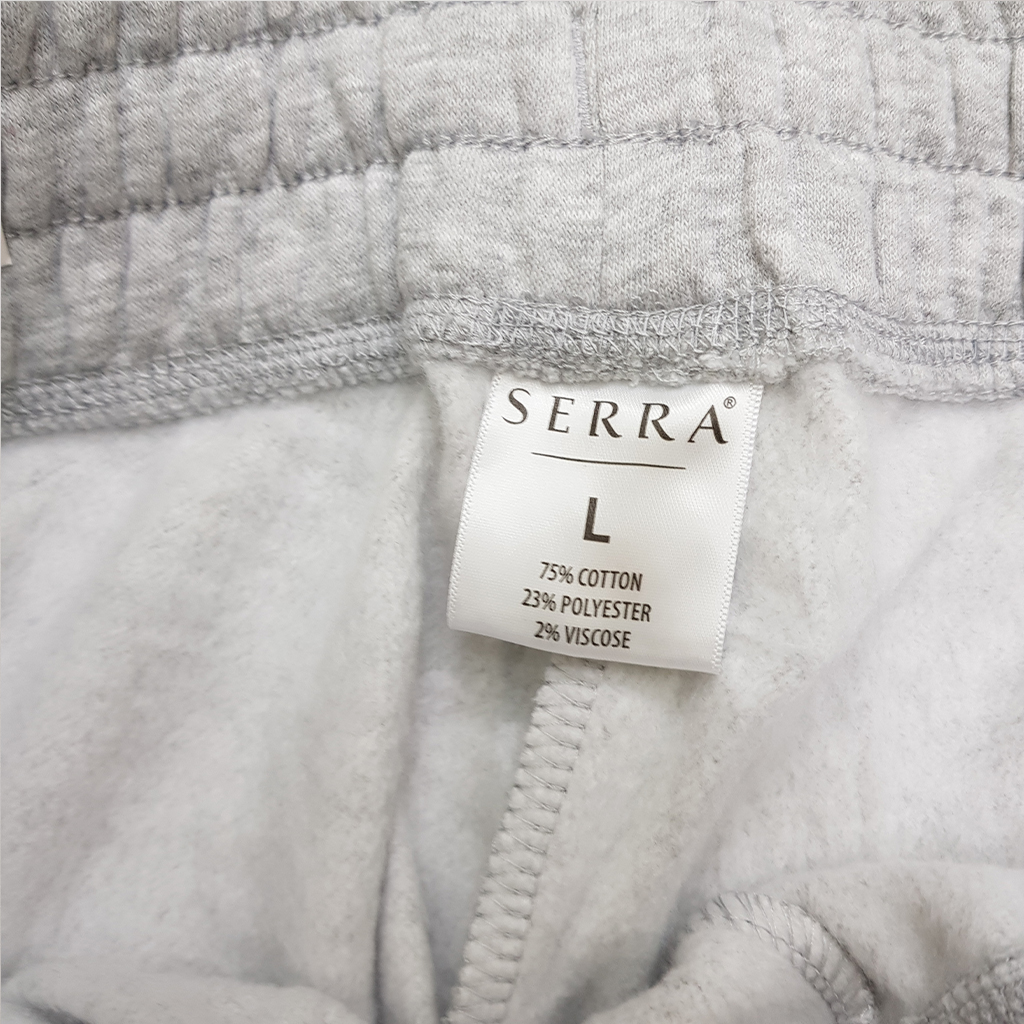 SERRA®
L
75% COTTON
23% POLYESTER
2% VISCOSE